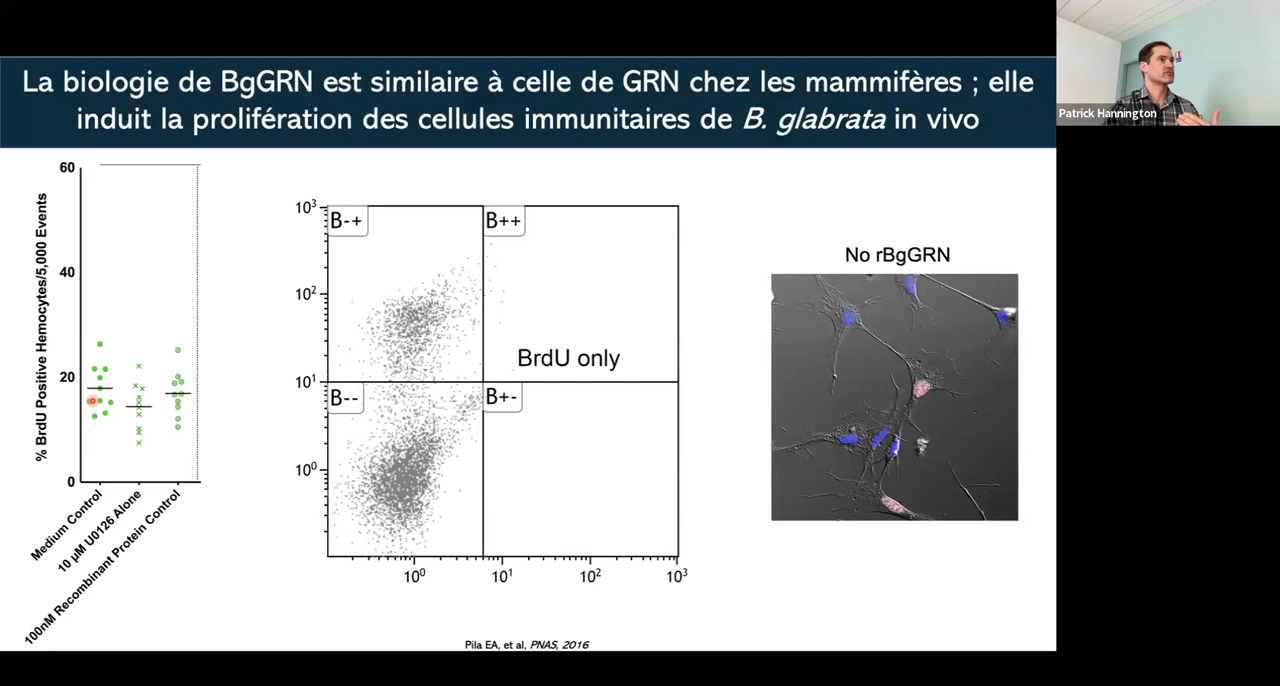 La biologie de BgGRN est similaire à celle de GRN chez les mammifères ; elle
induit la prolifération des cellules immunitaires de B. glabrata in vivo
Patrick Hannington
% BrdU Positive Hemocytes/5,000 Events
60
40
20
0
Medium Control
10 µM U0126 Alone
100nM Recombinant Protein Control
10³
10²
10¹
10⁰
B-+
B++
BrdU only
B--
B+-
10⁰
10¹
10²
10³
No rBgGRN
Pila EA, et al, PNAS, 2016